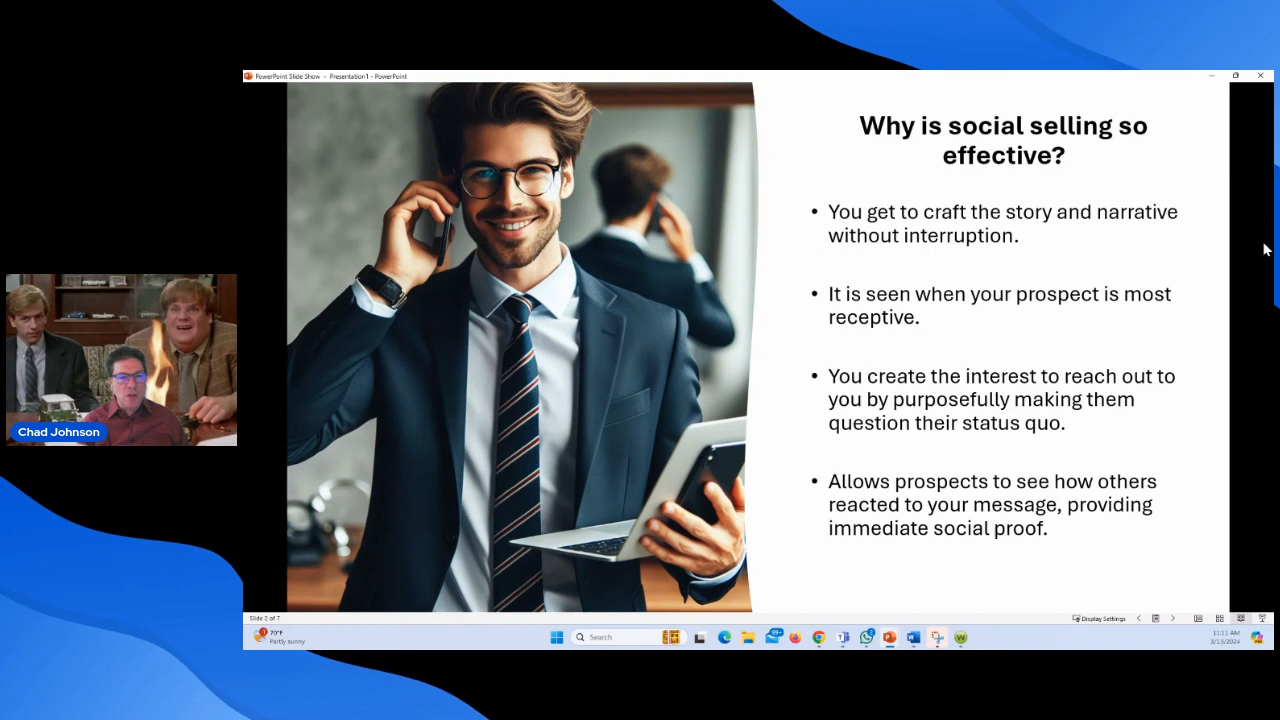 PowerPoint Slide Show - Presentation1 - PowerPoint
Why is social selling so
effective?
• You get to craft the story and narrative
without interruption.
• It is seen when your prospect is most
receptive.
• You create the interest to reach out to
you by purposefully making them
question their status quo.
• Allows prospects to see how others
reacted to your message, providing
immediate social proof.
Chad Johnson
Slide 2 of 7
Display Settings
70°F
Partly sunny
Search
99+
11:11 AM
3/13/2024